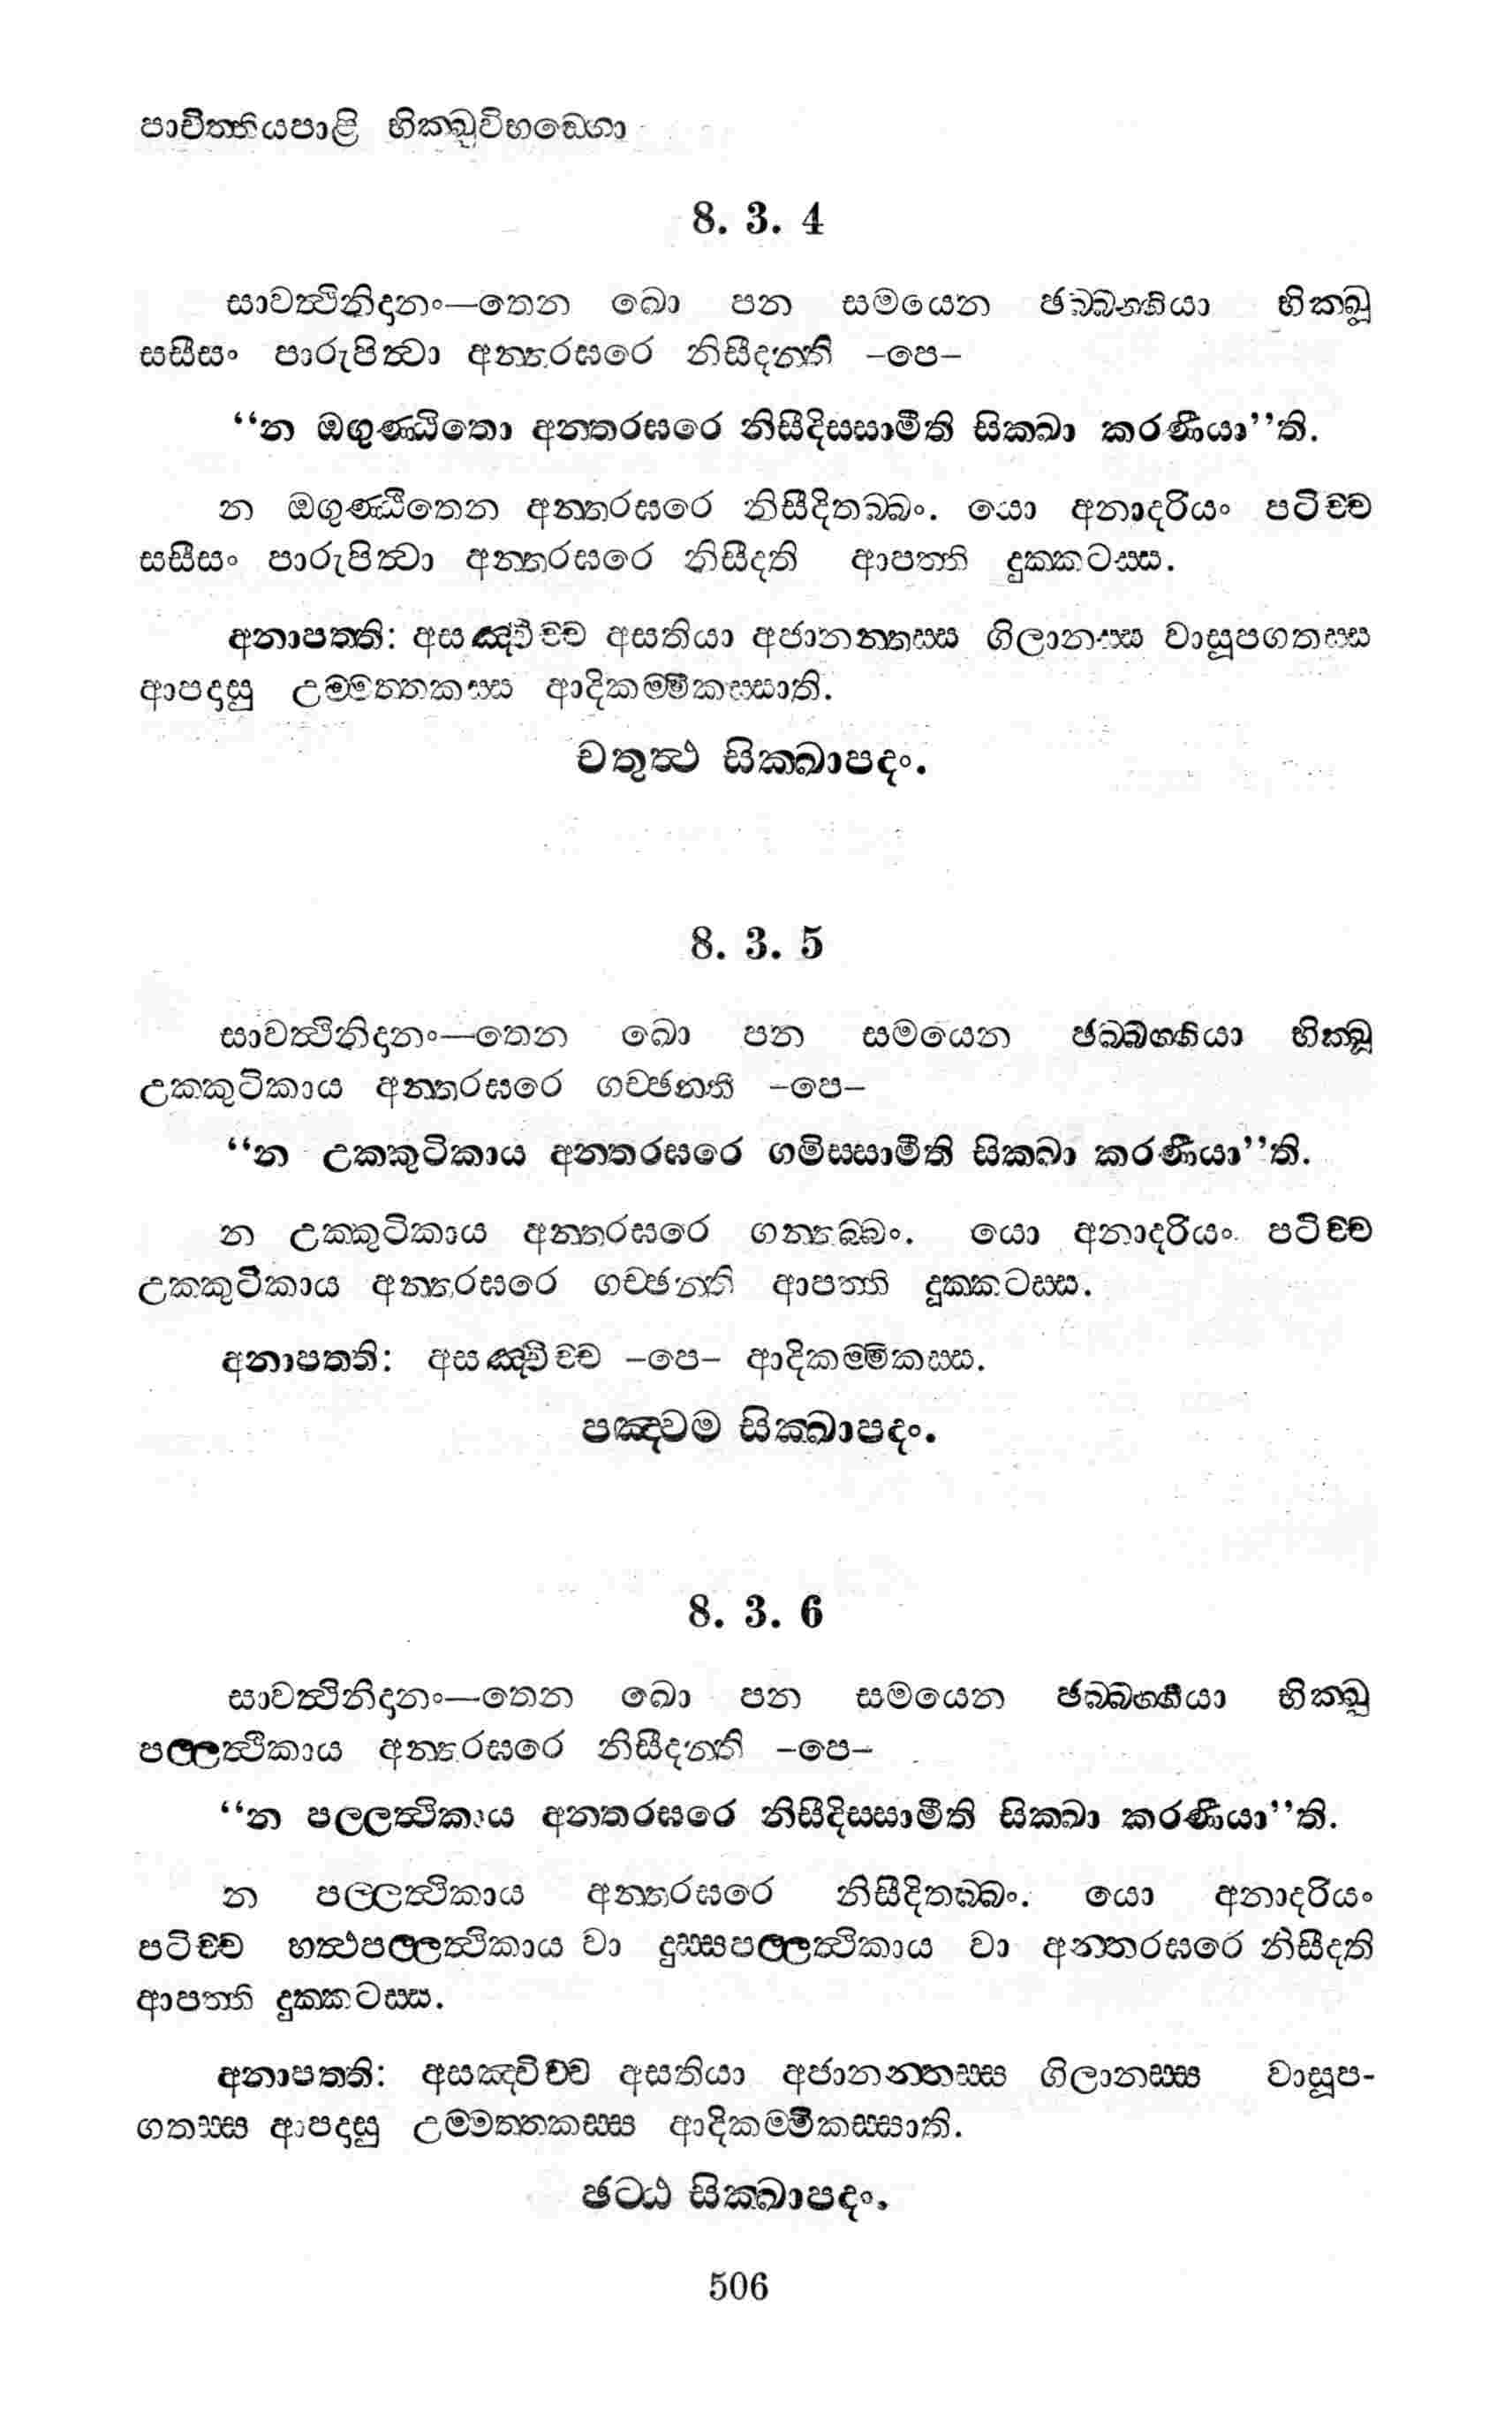 පාචිත්තියපාළි භික්ඛුවිභඞ්ගො
8. 3. 4
සාවත්ථිනිදානං—තෙන ඛො පන සමයෙන ඡබ්බග්ගියා භික්ඛූ
සසීසං පාරුපිත්වා අන්තරඝරෙ නිසීදන්ති –පෙ–
“න ඔගුණ්ඨිතො අන්තරඝරෙ නිසීදිස්සාමීති සික්ඛා කරණීයා”ති.
න ඔගුණ්ඨිතෙන අන්තරඝරෙ නිසීදිතබ්බං. යො අනාදරියං පටිච්ච
සසීසං පාරුපිත්වා අන්තරඝරෙ නිසීදති ආපත්ති දුක්කටස්ස.
අනාපත්ති: අසඤ්චිච්ච අසතියා අජානන්තස්ස ගිලානස්ස වාසූපගතස්ස
ආපදාසු උම්මත්තකස්ස ආදිකම්මිකස්සාති.
චතුත්ථ සික්ඛාපදං.
8. 3. 5
සාවත්ථිනිදානං—තෙන ඛො පන සමයෙන ඡබ්බග්ගියා භික්ඛූ
උක්කුටිකාය අන්තරඝරෙ ගච්ඡන්ති –පෙ–
“න උක්කුටිකාය අන්තරඝරෙ ගමිස්සාමීති සික්ඛා කරණීයා”ති.
න උක්කුටිකාය අන්තරඝරෙ ගන්තබ්බං. යො අනාදරියං පටිච්ච
උක්කුටිකාය අන්තරඝරෙ ගච්ඡන්ති ආපත්ති දූක්කටස්ස.
අනාපත්ති: අසඤ්චිච්ච –පෙ– ආදිකම්මිකස්ස.
පඤ්චම සික්ඛාපදං.
8. 3. 6
සාවත්ථිනිදානං—තෙන ඛො පන සමයෙන ඡබ්බග්ගියා භික්ඛු
පල්ලත්ථිකාය අන්තරඝරෙ නිසීදන්ති –පෙ–
“න පල්ලත්ථිකාය අන්තරඝරෙ නිසීදිස්සාමීති සික්ඛා කරණීයා”ති.
න පල්ලත්ථිකාය අන්තරඝරෙ නිසීදිතබ්බං. යො අනාදරියං
පටිච්ච හත්ථපල්ලත්ථිකාය වා දුස්සපල්ලත්ථිකාය වා අන්තරඝරෙ නිසීදති
ආපත්ති දුක්කටස්ස.
අනාපත්ති: අසඤ්චිච්ච අසතියා අජානන්තස්ස ගිලානස්ස වාසූප-
ගතස්ස ආපදාසු උම්මත්තකස්ස ආදිකම්මිකස්සාති.
ඡට්ඨ සික්ඛාපදං.
506